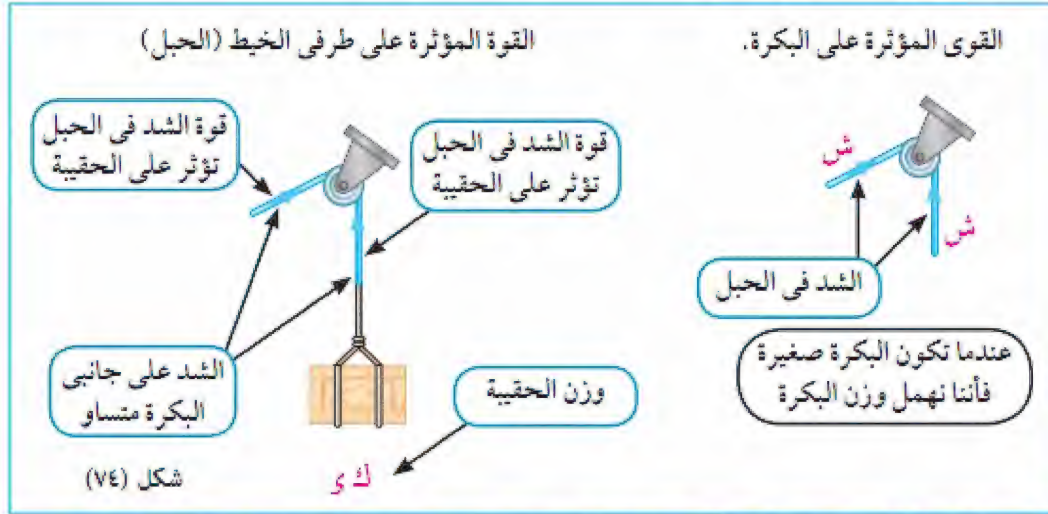 القوى المؤثرة على البكرة.
ش
ش
الشد فى الحبل
عندما تكون البكرة صغيرة
فأننا نهمل وزن البكرة
القوة المؤثرة على طرفى الخيط (الحبل)
قوة الشد فى الحبل
تؤثر على الحقيبة
قوة الشد فى الحبل
تؤثر على الحقيبة
الشد على جانبى
البكرة متساو
وزن الحقيبة
ك ى
شكل (٧٤)